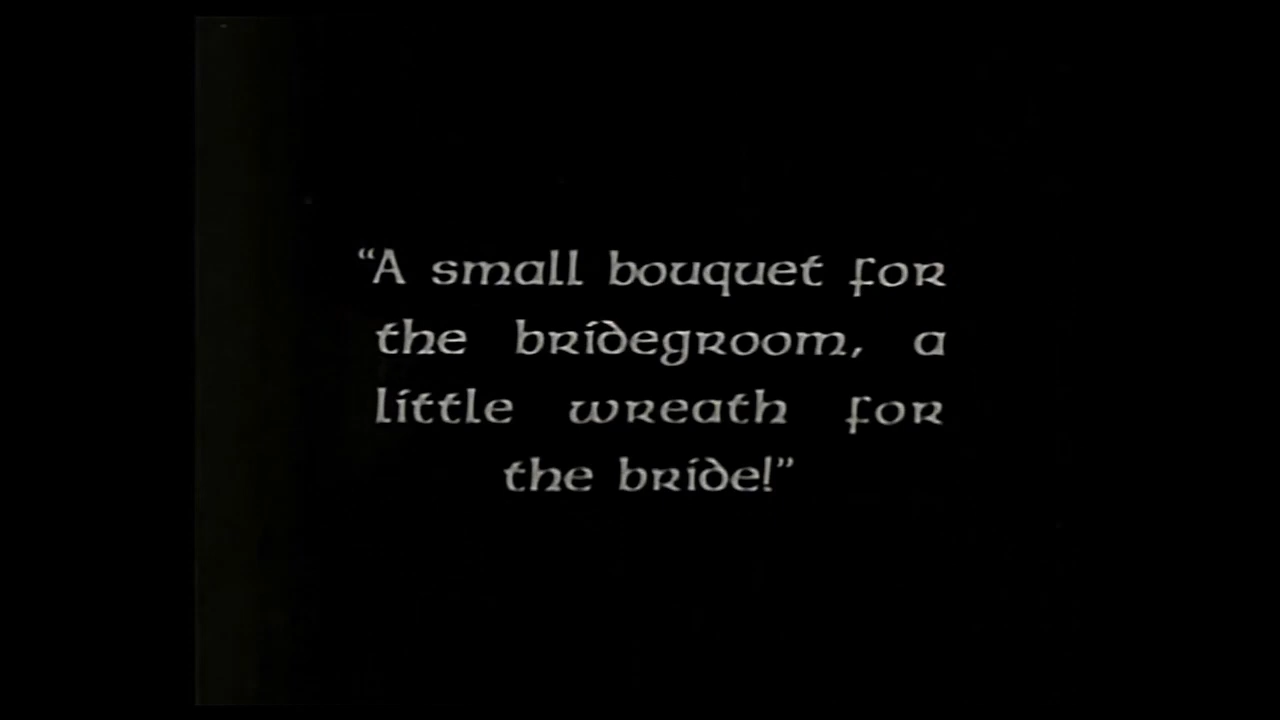 “A small bouquet for
the bridegroom, a
little wreath for
the bride!”